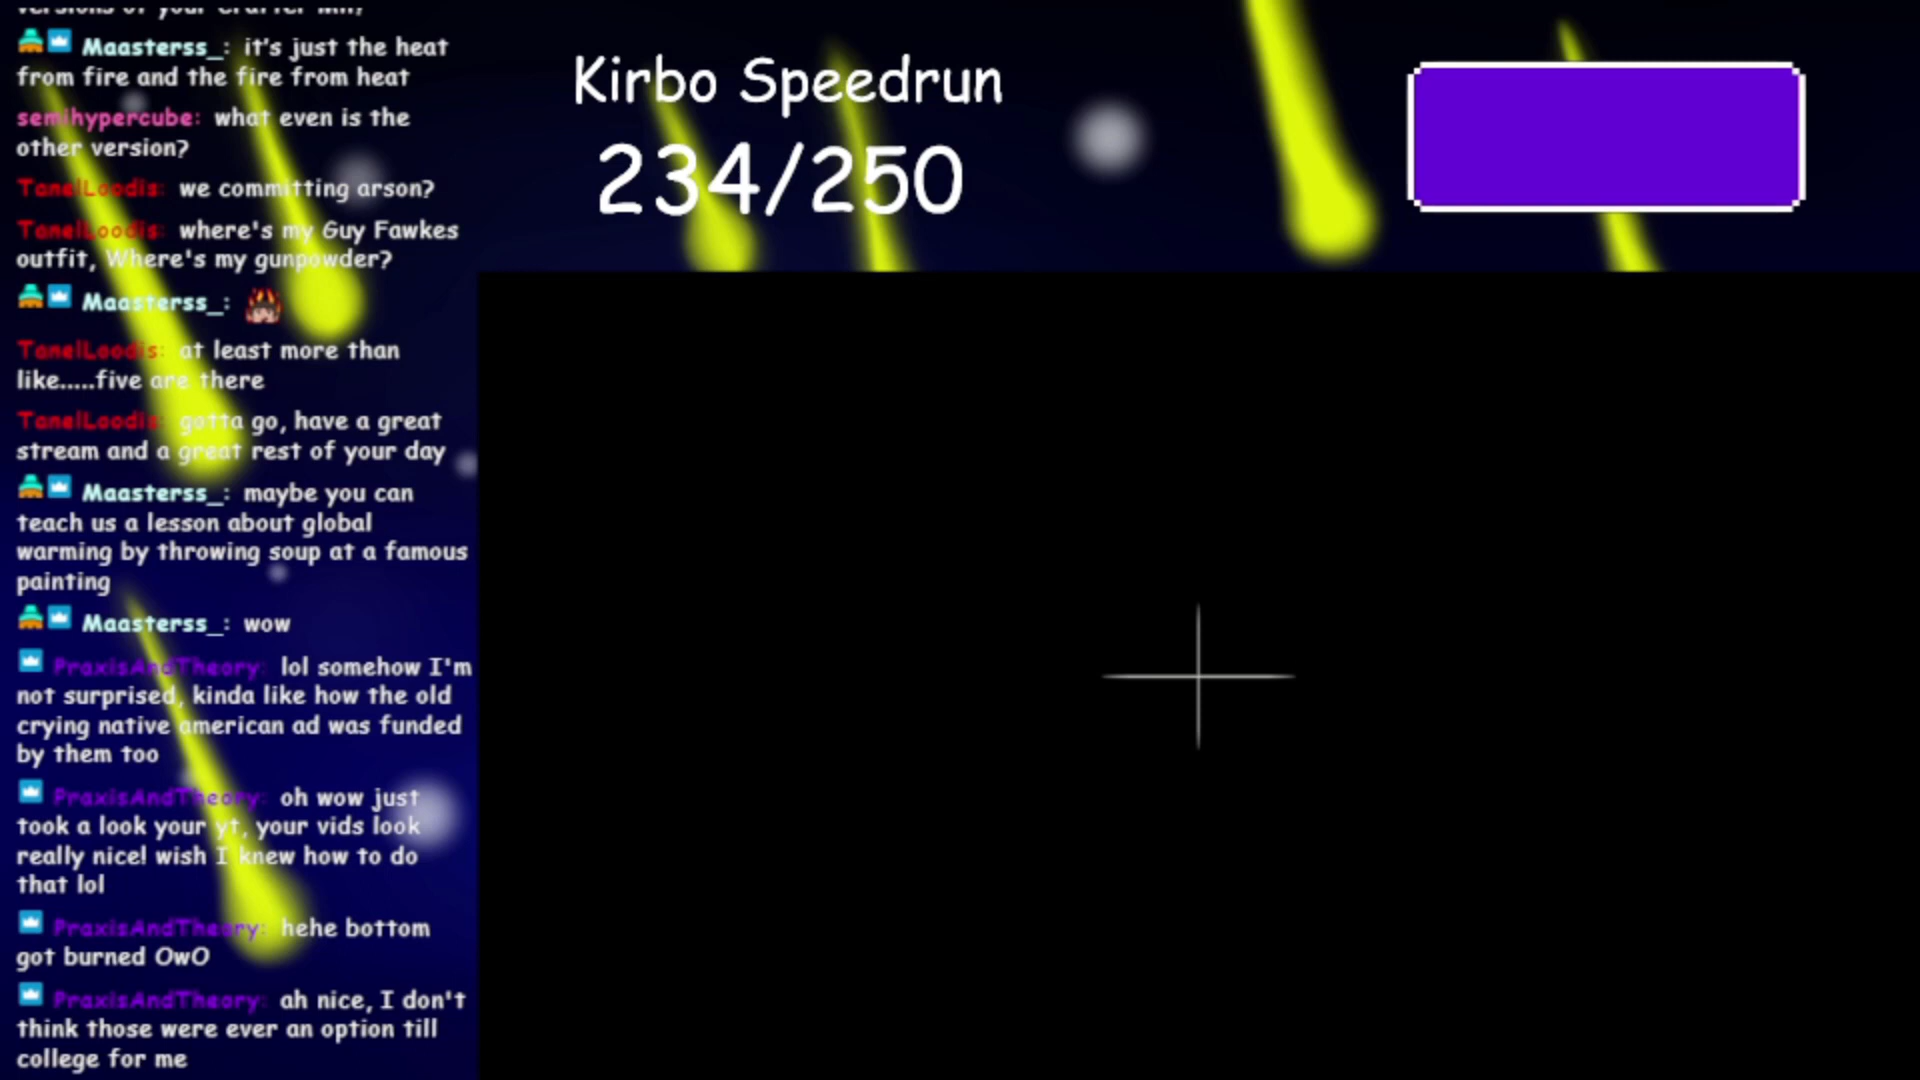 Maasterss_: it's just the heat
from fire and the fire from heat
semihypercube: what even is the
other version?
TanelLoodis: we committing arson?
TanelLoodis: where's my Guy Fawkes
outfit, Where's my gunpowder?
Maasterss_:
TanelLoodis: at least more than
like.....five are there
TanelLoodis: gotta go, have a great
stream and a great rest of your day
Maasterss_: maybe you can
teach us a lesson about global
warming by throwing soup at a famous
painting
Maasterss_: wow
PraxisAndTheory: lol somehow I'm
not surprised, kinda like how the old
crying native american ad was funded
by them too
PraxisAndTheory: oh wow just
took a look your yt, your vids look
really nice! wish I knew how to do
that lol
PraxisAndTheory: hehe bottom
got burned OwO
PraxisAndTheory: ah nice, I don't
think those were ever an option till
college for me
Kirbo Speedrun
234/250